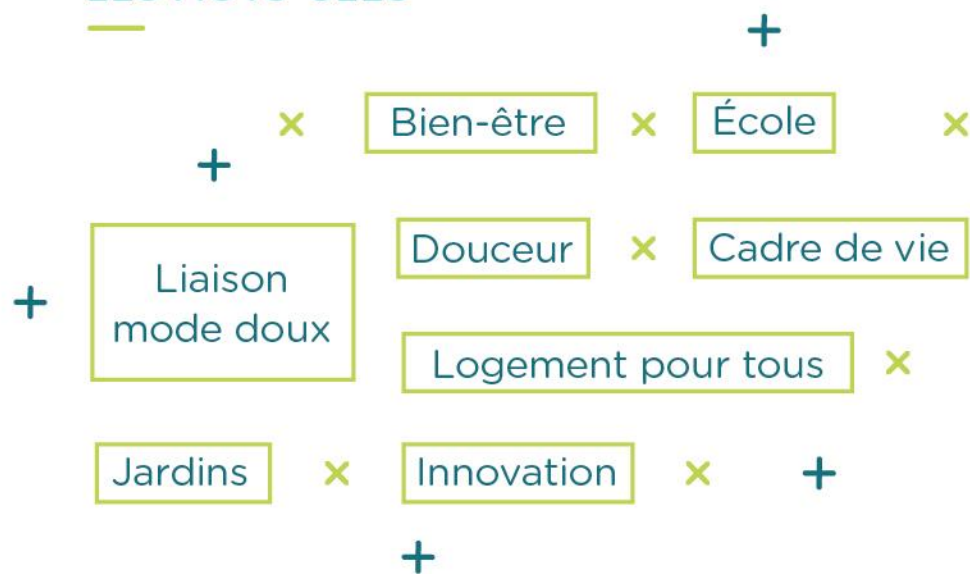 Bien-être
École
Liaison
mode doux
Douceur
Cadre de vie
Logement pour tous
Jardins
Innovation